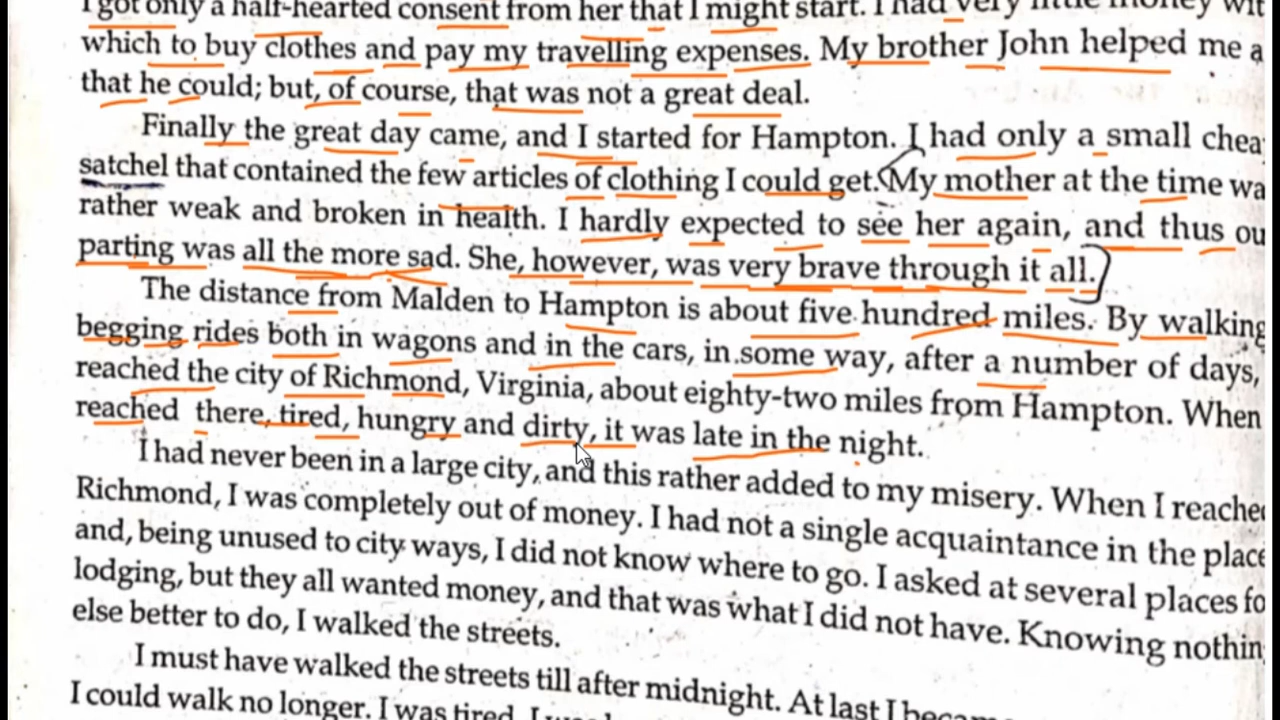 I got only a half-hearted consent from her that I might start. I had very little money
which to buy clothes and pay my travelling expenses. My brother John helped me a
that he could; but, of course, that was not a great deal.
Finally the great day came, and I started for Hampton. I had only a small
satchel that contained the few articles of clothing I could get. My mother at the time
rather weak and broken in health. I hardly expected to see her again, and thus
parting was all the more sad. She, however, was very brave through it all.
The distance from Malden to Hampton is about five hundred miles. By walking
begging rides both in wagons and in the cars, in some way, after a number of days,
reached the city of Richmond, Virginia, about eighty-two miles from Hampton. When
reached there, tired, hungry and dirty, it was late in the night.
I had never been in a large city, and this rather added to my misery. When I
Richmond, I was completely out of money. I had not a single acquaintance in the
and, being unused to city ways, I did not know where to go. I asked at several places
lodging, but they all wanted money, and that was what I did not have. Knowing
else better to do, I walked the streets.
I must have walked the streets till after midnight. At last I
I could walk no longer. I was tired, I